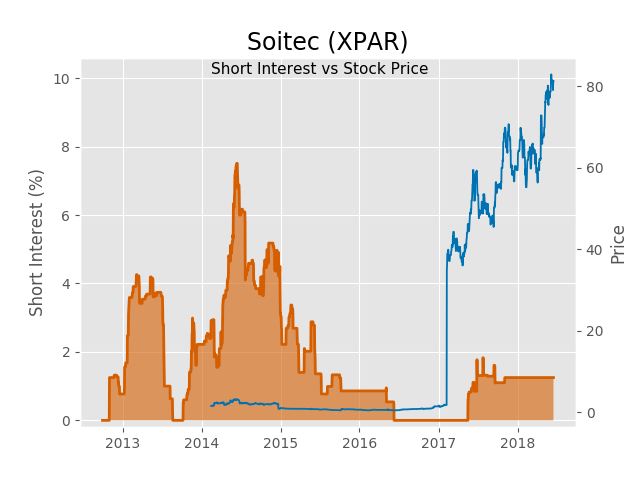 Soitec (XPAR)
Short Interest vs Stock Price
Short Interest (%)
10
8
6
4
2
0
80
60
40
20
0
Price
2013 2014 2015 2016 2017 2018